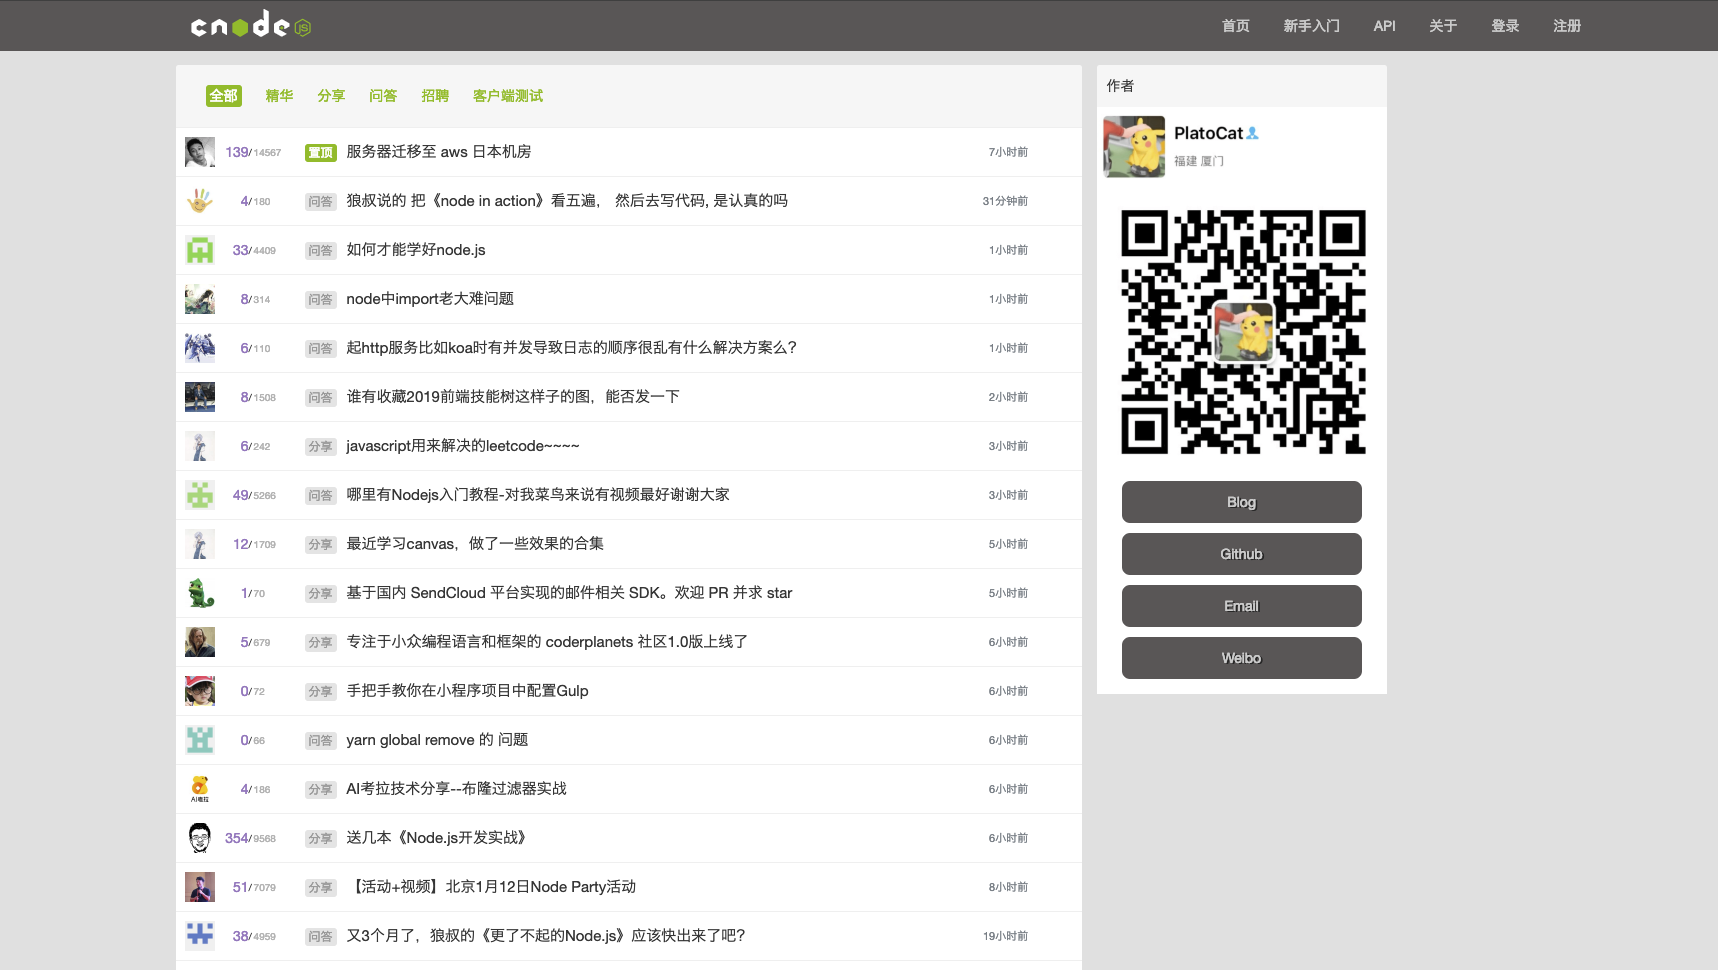 cnode JS
首页 新手入门 API 关于 登录 注册
全部 精华 分享 问答 招聘 客户端测试
139/14567 置顶 服务器迁移至 aws 日本机房 7小时前
4/180 问答 狼叔说的 把《node in action》看五遍， 然后去写代码, 是认真的吗 31分钟前
33/4409 问答 如何才能学好node.js 1小时前
8/314 问答 node中import老大难问题 1小时前
6/110 问答 起http服务比如koa时有并发导致日志的顺序很乱有什么解决方案么? 1小时前
8/1508 问答 谁有收藏2019前端技能树这样子的图，能否发一下 2小时前
6/242 分享 javascript用来解决的leetcode~~~~ 3小时前
49/5266 问答 哪里有Nodejs入门教程-对我菜鸟来说有视频最好谢谢大家 3小时前
12/1709 分享 最近学习canvas，做了一些效果的合集 5小时前
1/70 分享 基于国内 SendCloud 平台实现的邮件相关 SDK。欢迎 PR 并求 star 5小时前
5/679 分享 专注于小众编程语言和框架的 coderplanets 社区1.0版上线了 6小时前
0/72 分享 手把手教你在小程序项目中配置Gulp 6小时前
0/66 问答 yarn global remove 的 问题 6小时前
AI考拉
4/186 分享 AI考拉技术分享--布隆过滤器实战 6小时前
354/9568 分享 送几本《Node.js开发实战》 6小时前
51/7079 分享 【活动+视频】北京1月12日Node Party活动 8小时前
38/4959 问答 又3个月了，狼叔的《更了不起的Node.js》应该快出来了吧? 19小时前
作者
PlatoCat
福建 厦门
Blog
Github
Email
Weibo